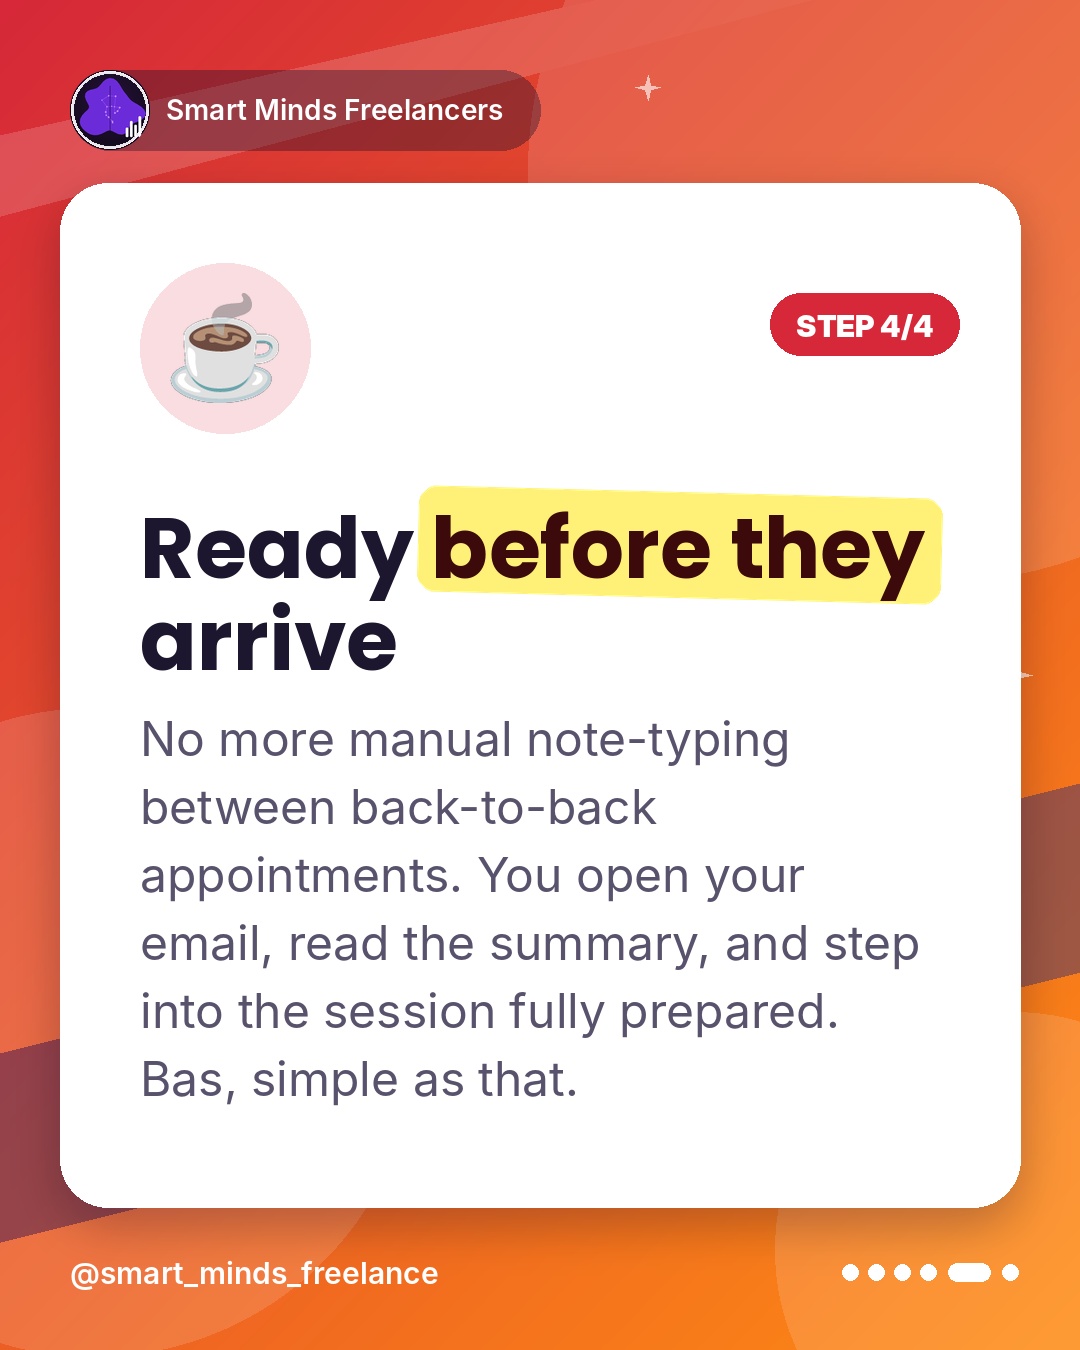 Smart Minds Freelancers
STEP 4/4
Ready before they
arrive
No more manual note-typing
between back-to-back
appointments. You open your
email, read the summary, and step
into the session fully prepared.
Bas, simple as that.
@smart_minds_freelance